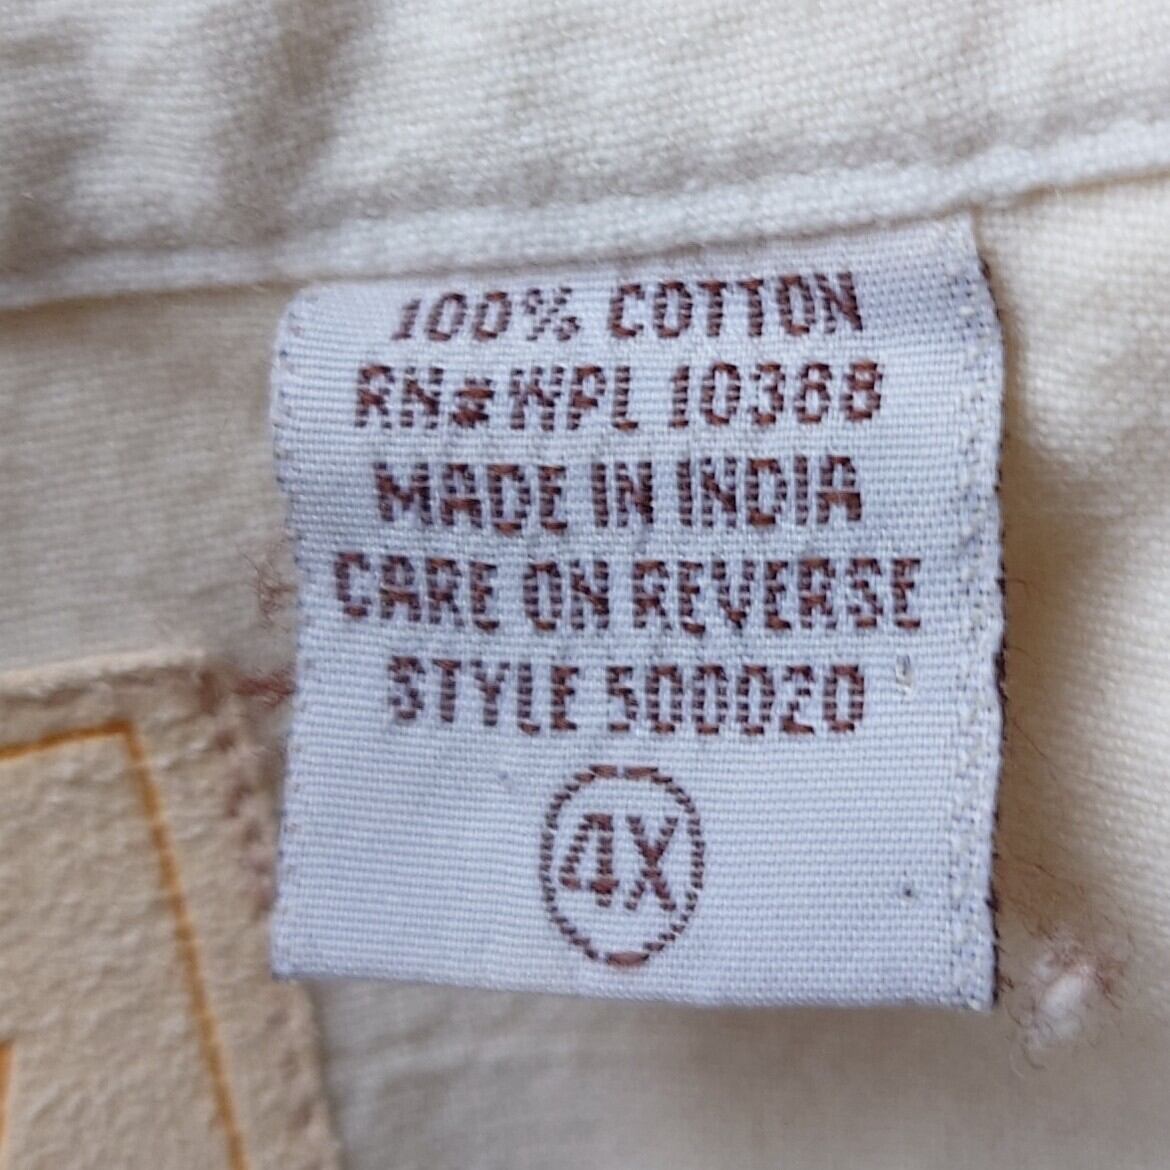 100% COTTON
RN# WPL 10368
MADE IN INDIA
CARE ON REVERSE
STYLE 500020
4X